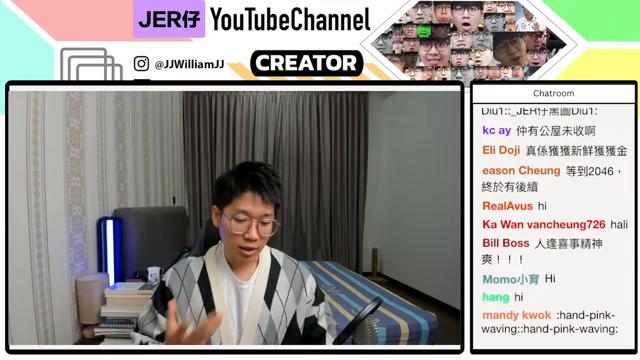 JER仔 YouTubeChannel
@JJWilliamJJ
CREATOR
Chatroom
Diu1::_JER仔黑圖Diu1:
kc ay 仲有公屋未收啊
Eli Doji 真係獲獲新鮮獲獲金
eason Cheung 等到2046，
終於有後續
RealAvus hi
Ka Wan vancheung726 hali
Bill Boss 人逢喜事精神
爽！！！
Momo小育 Hi
hang hi
mandy kwok :hand-pink-
waving::hand-pink-waving: